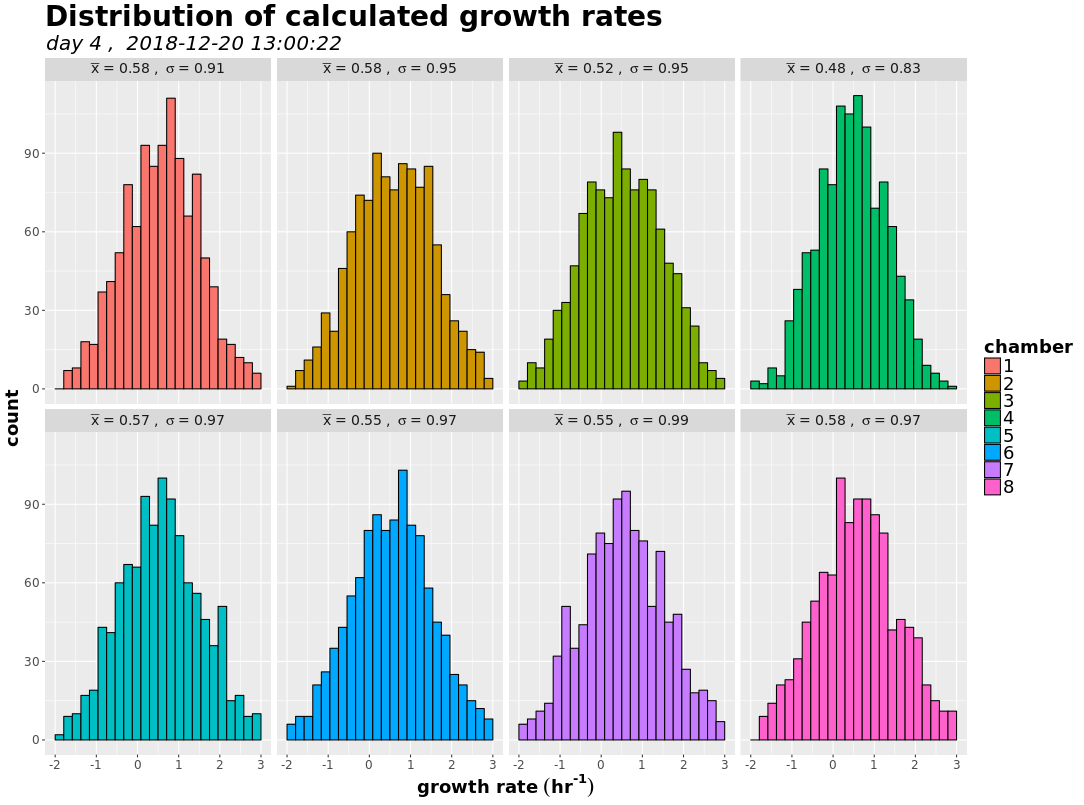 Distribution of calculated growth rates
day 4 ,  2018-12-20 13:00:22
x̅ = 0.58 ,  σ = 0.91
x̅ = 0.58 ,  σ = 0.95
x̅ = 0.52 ,  σ = 0.95
x̅ = 0.48 ,  σ = 0.83
90
60
30
0
x̅ = 0.57 ,  σ = 0.97
x̅ = 0.55 ,  σ = 0.97
x̅ = 0.55 ,  σ = 0.99
x̅ = 0.58 ,  σ = 0.97
90
60
30
0
-2 -1 0 1 2 3
-2 -1 0 1 2 3
-2 -1 0 1 2 3
-2 -1 0 1 2 3
count
growth rate (hr⁻¹)
chamber
1
2
3
4
5
6
7
8